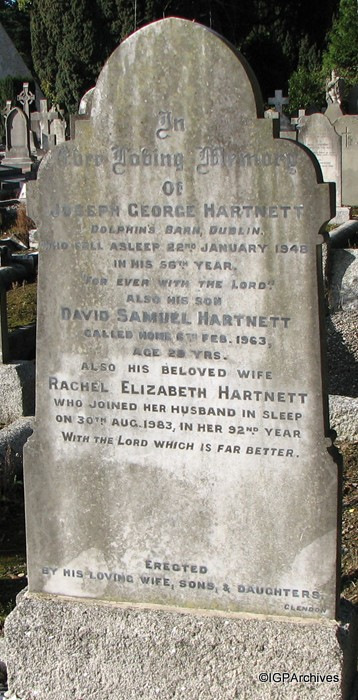 In
Ever Loving Memory
OF
JOSEPH GEORGE HARTNETT
DOLPHIN'S BARN, DUBLIN.
WHO FELL ASLEEP 22ND JANUARY 1948
IN HIS 56TH YEAR.
"FOR EVER WITH THE LORD."
ALSO HIS SON
DAVID SAMUEL HARTNETT
CALLED HOME 6TH FEB. 1963,
AGE 29 YRS.
ALSO HIS BELOVED WIFE
RACHEL ELIZABETH HARTNETT
WHO JOINED HER HUSBAND IN SLEEP
ON 30TH AUG. 1983, IN HER 92ND YEAR
WITH THE LORD WHICH IS FAR BETTER.
ERECTED
BY HIS LOVING WIFE, SONS, & DAUGHTERS.
CLENDON
©IGPArchives